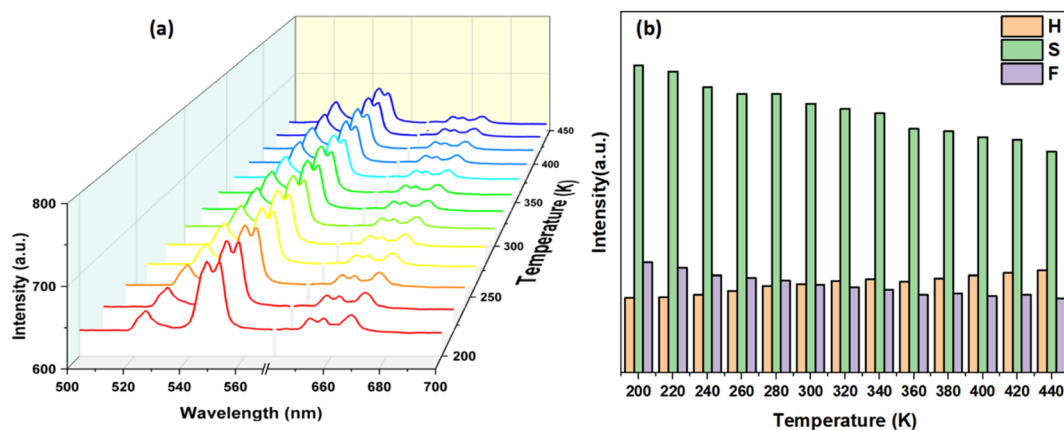 (a)
800
700
600
Intensity (a.u.)
500
520
540
560
660
680
700
Wavelength (nm)
200
250
300
350
400
450
Temperature (K)
(b)
H
S
F
Intensity(a.u.)
200 220 240 260 280 300 320 340 360 380 400 420 440
Temperature (K)